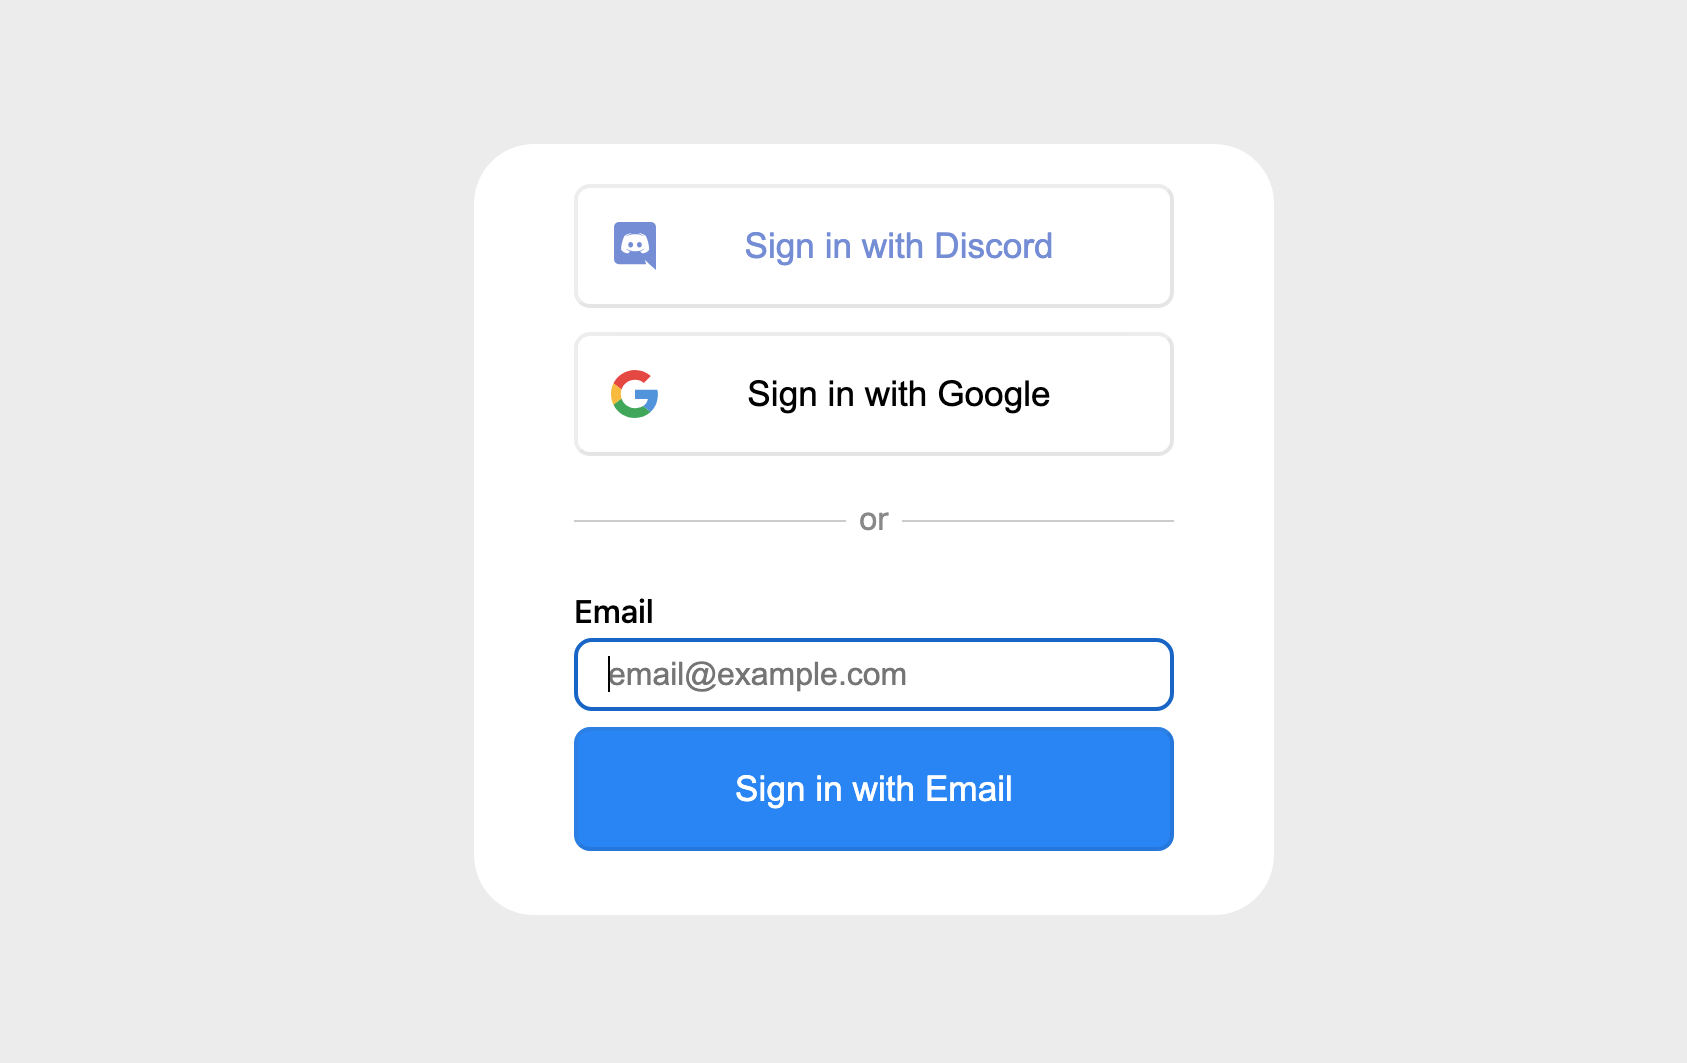 Sign in with Discord
Sign in with Google
or
Email
email@example.com
Sign in with Email